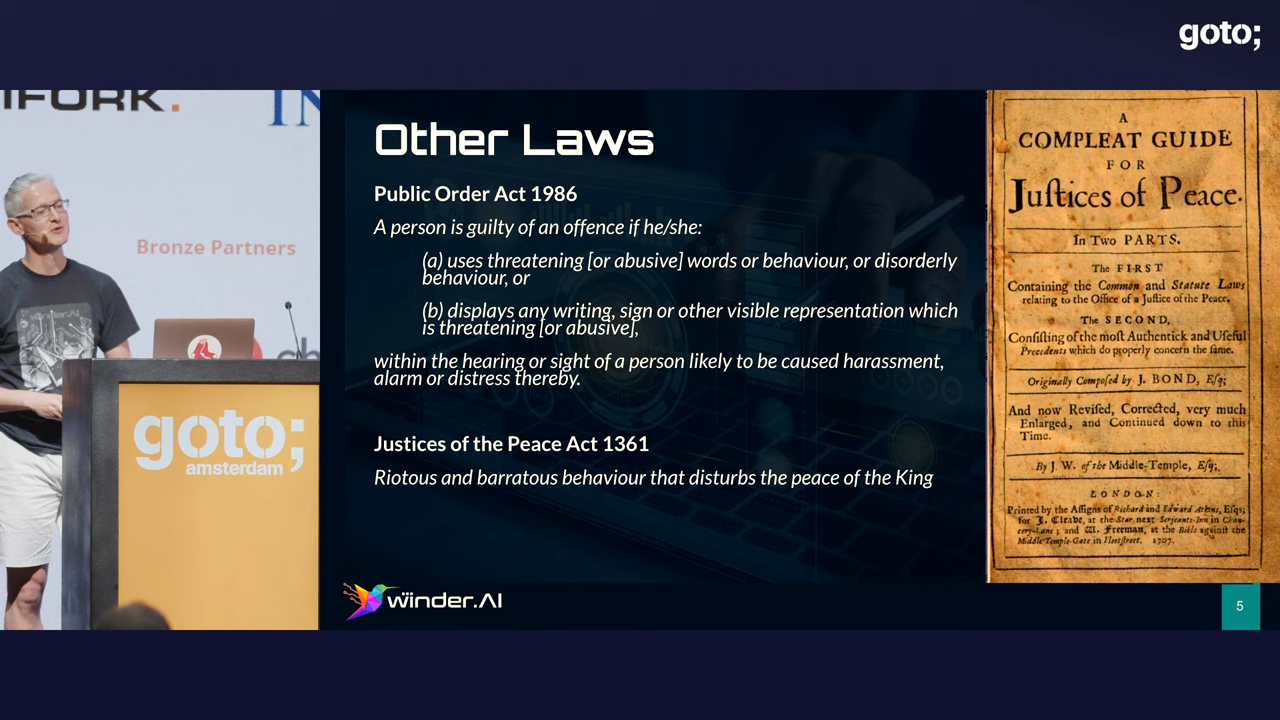 goto;
Bronze Partners
goto;
amsterdam
Other Laws
Public Order Act 1986
A person is guilty of an offence if he/she:
(a) uses threatening [or abusive] words or behaviour, or disorderly
behaviour, or
(b) displays any writing, sign or other visible representation which
is threatening [or abusive],
within the hearing or sight of a person likely to be caused harassment,
alarm or distress thereby.
Justices of the Peace Act 1361
Riotous and barratous behaviour that disturbs the peace of the King
winder.AI
5
A
COMPLEAT GUIDE
FOR
Juſtices of Peace.
In Two PARTS.
The FIRST
Containing the Common and Statute Laws
relating to the Office of a Juſtice of the Peace.
The SECOND,
Conſiſting of the moſt Authentick and Uſeful
Precedents which do properly concern the ſame.
Originally Compoſed by J. BOND, Eſq;
And now Reviſed, Corrected, very much
Enlarged, and Continued down to this
Time.
By J. W. of the Middle-Temple, Eſq;
LONDON:
Printed by the Aſſigns of Richard and Edward Atkins, Eſqs;
for J. Cleave, at the Star next Serjeants-Inn in Chan-
cery-Lane; and W. Freeman, at the Bible againſt the
Middle-Temple-Gate in Fleetſtreet. 1707.